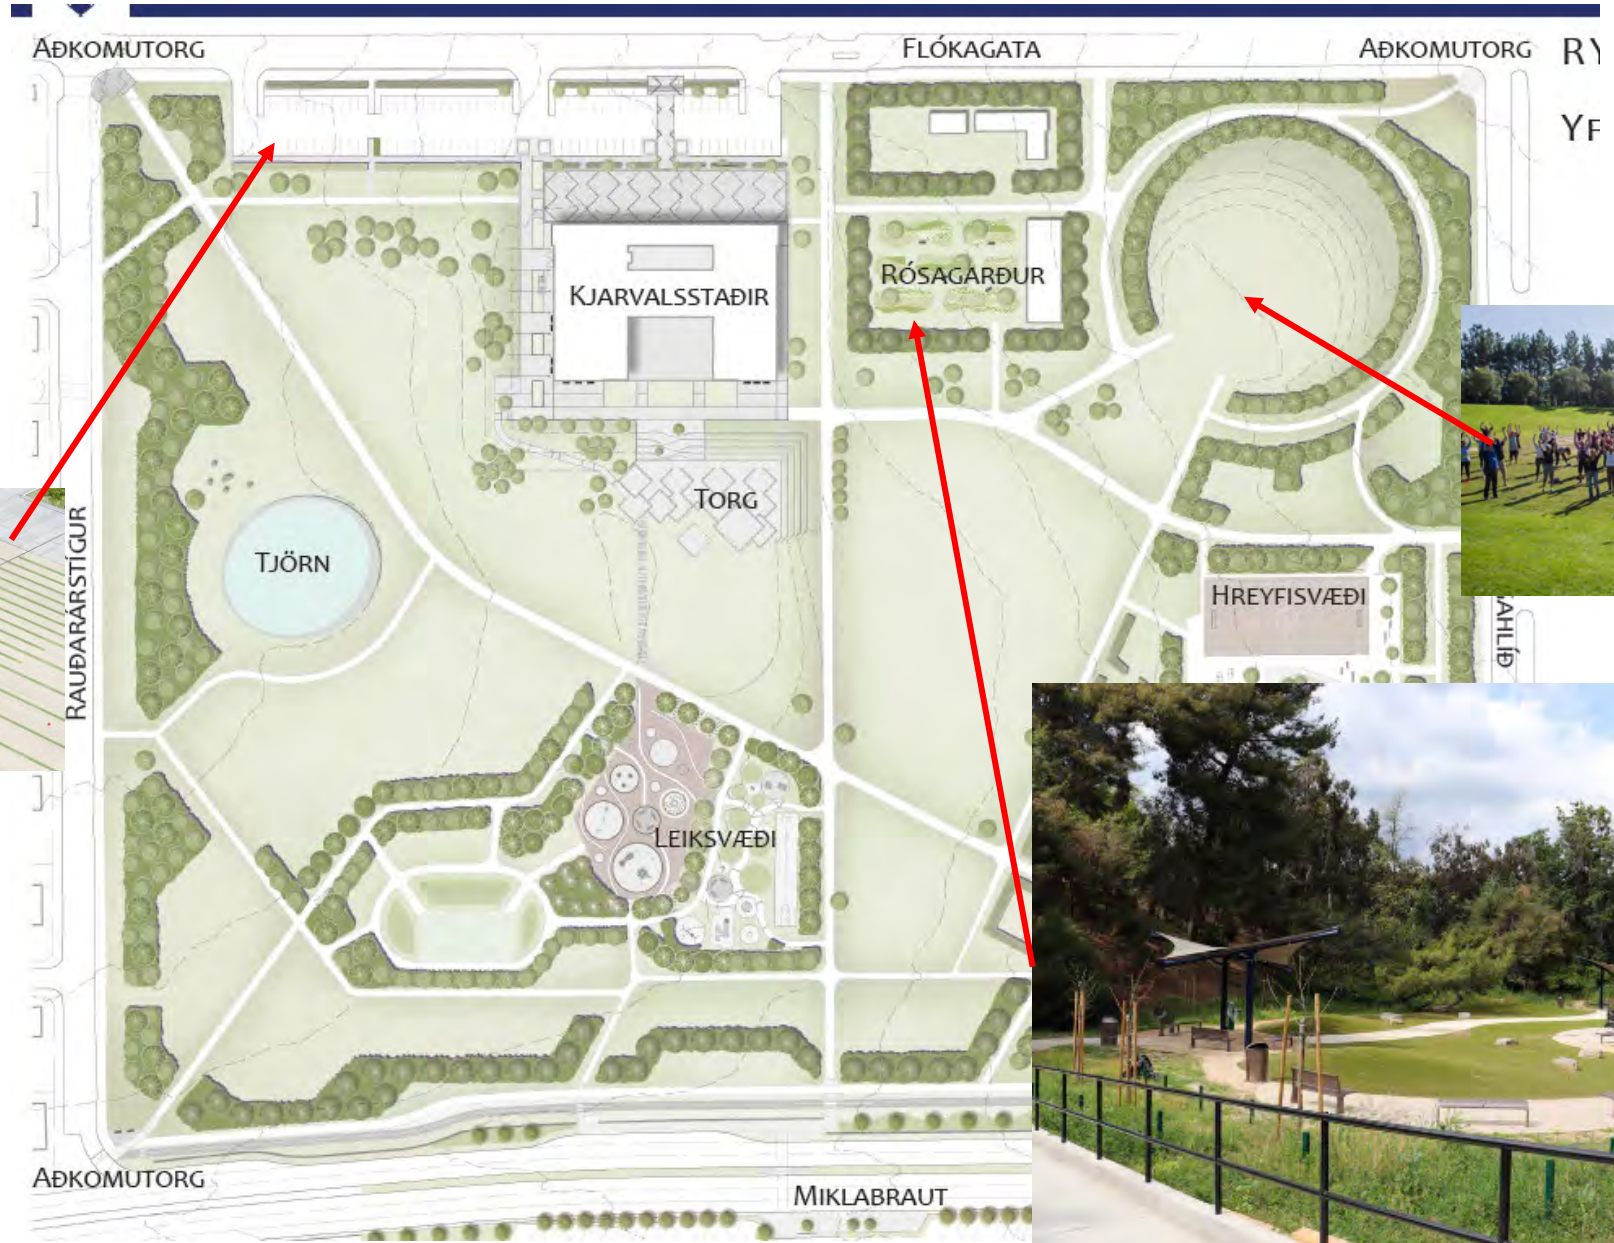 AÐKOMUTORG
FLÓKAGATA
AÐKOMUTORG
RÓSAGARÐUR
KJARVALSSTAÐIR
TORG
TJÖRN
HREYFISVÆÐI
RAUÐARÁRSTÍGUR
LEIKSVÆÐI
AÐKOMUTORG
MIKLABRAUT